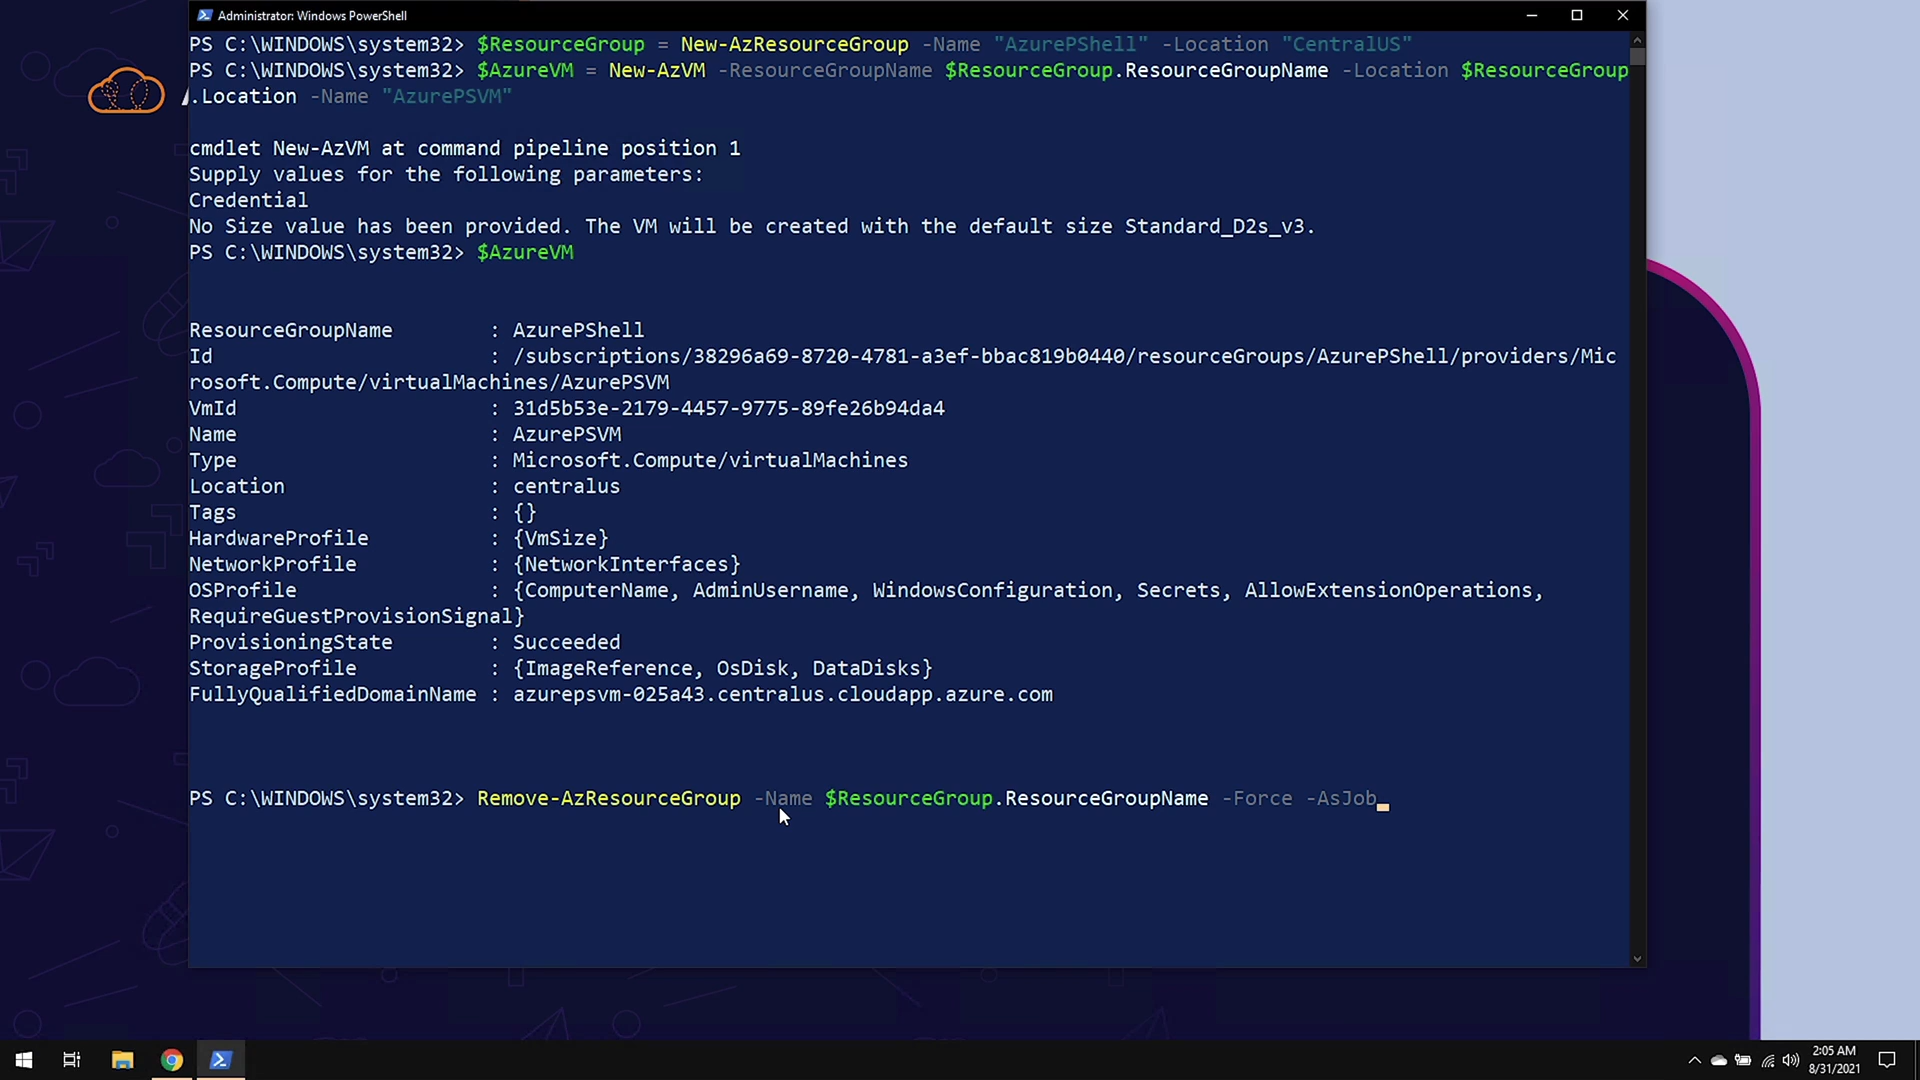 Administrator: Windows PowerShell
PS C:\WINDOWS\system32> $ResourceGroup = New-AzResourceGroup -Name "AzurePShell" -Location "CentralUS"
PS C:\WINDOWS\system32> $AzureVM = New-AzVM -ResourceGroupName $ResourceGroup.ResourceGroupName -Location $ResourceGroup
.Location -Name "AzurePSVM"
cmdlet New-AzVM at command pipeline position 1
Supply values for the following parameters:
Credential
No Size value has been provided. The VM will be created with the default size Standard_D2s_v3.
PS C:\WINDOWS\system32> $AzureVM
ResourceGroupName : AzurePShell
Id : /subscriptions/38296a69-8720-4781-a3ef-bbac819b0440/resourceGroups/AzurePShell/providers/Mic
rosoft.Compute/virtualMachines/AzurePSVM
VmId : 31d5b53e-2179-4457-9775-89fe26b94da4
Name : AzurePSVM
Type : Microsoft.Compute/virtualMachines
Location : centralus
Tags : {}
HardwareProfile : {VmSize}
NetworkProfile : {NetworkInterfaces}
OSProfile : {ComputerName, AdminUsername, WindowsConfiguration, Secrets, AllowExtensionOperations,
RequireGuestProvisionSignal}
ProvisioningState : Succeeded
StorageProfile : {ImageReference, OsDisk, DataDisks}
FullyQualifiedDomainName : azurepsvm-025a43.centralus.cloudapp.azure.com
PS C:\WINDOWS\system32> Remove-AzResourceGroup -Name $ResourceGroup.ResourceGroupName -Force -AsJob
2:05 AM
8/31/2021